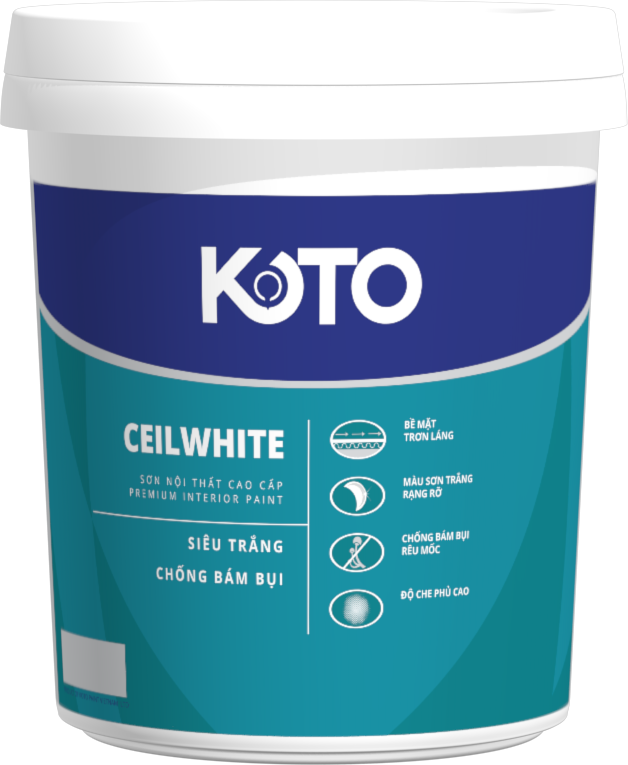 KOTO
CEILWHITE
SƠN NỘI THẤT CAO CẤP
PREMIUM INTERIOR PAINT
SIÊU TRẮNG
CHỐNG BÁM BỤI
BỀ MẶT
TRƠN LÁNG
MÀU SƠN TRẮNG
RẠNG RỠ
CHỐNG BÁM BỤI
RÊU MỐC
ĐỘ CHE PHỦ CAO